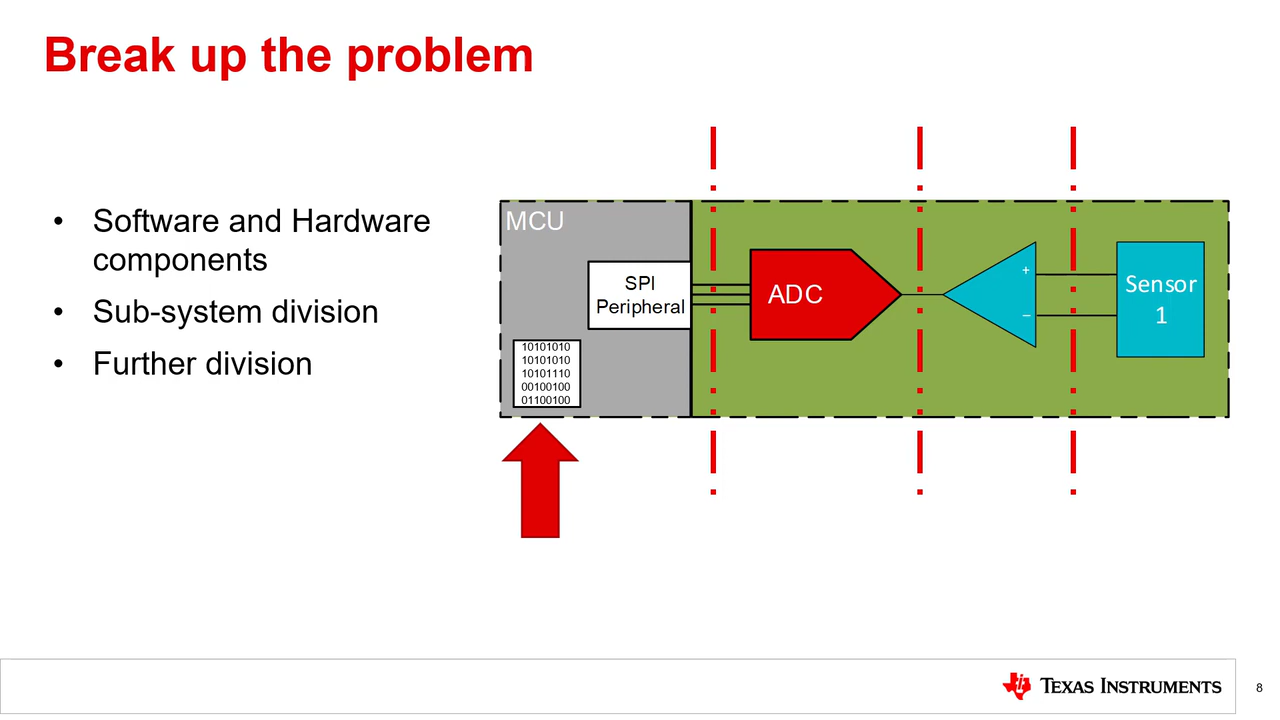 Break up the problem
• Software and Hardware
components
• Sub-system division
• Further division
MCU
SPI
Peripheral
10101010
10101010
10101110
00100100
01100100
ADC
+
−
Sensor
1
TEXAS INSTRUMENTS
8